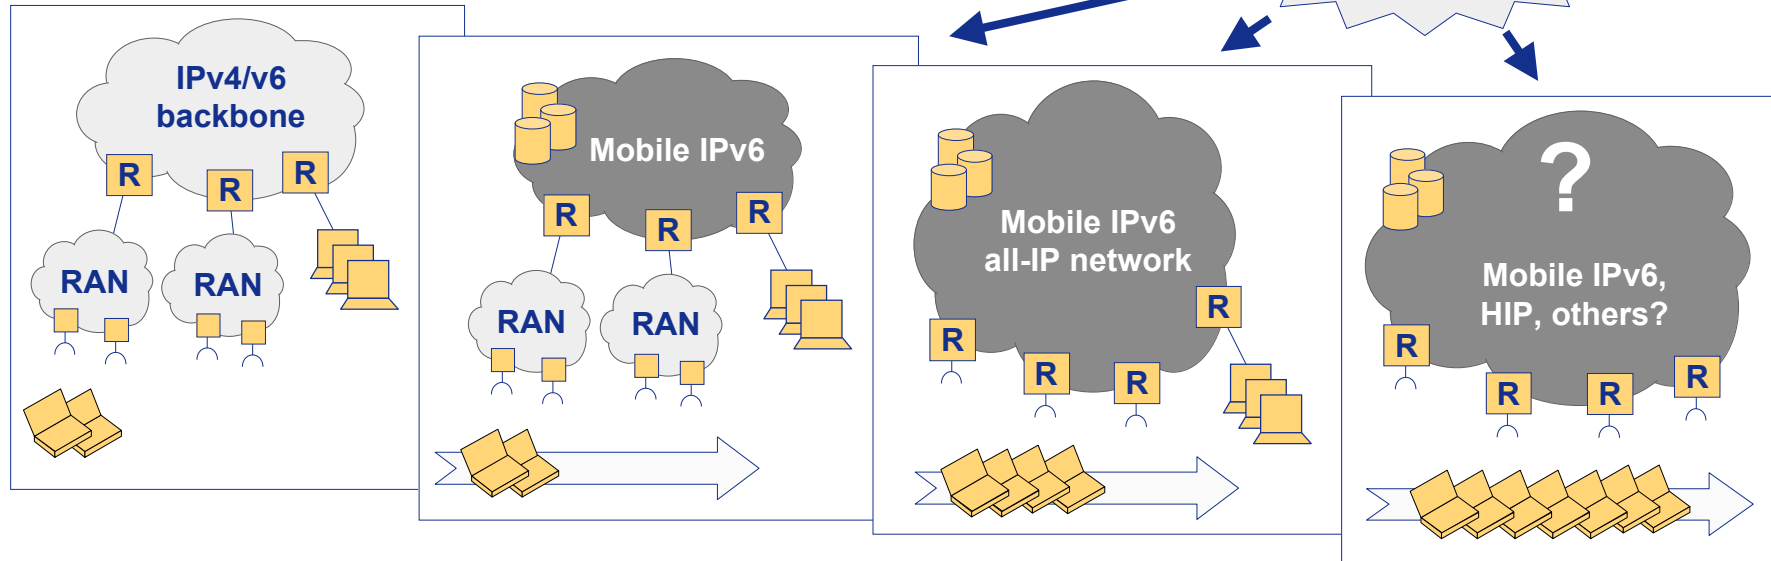 IPv4/v6
backbone
R
R
R
RAN
RAN
Mobile IPv6
R
R
R
RAN
RAN
Mobile IPv6
all-IP network
R
R
R
R
?
Mobile IPv6,
HIP, others?
R
R
R
R